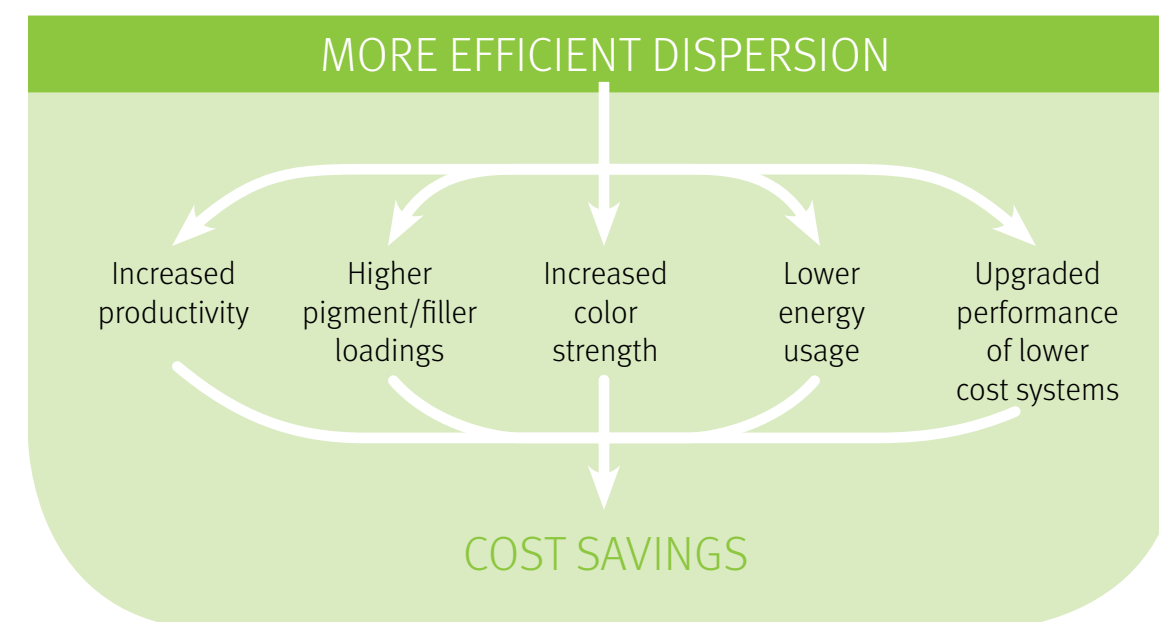 MORE EFFICIENT DISPERSION
Increased
productivity
Higher
pigment/filler
loadings
Increased
color
strength
Lower
energy
usage
Upgraded
performance
of lower
cost systems
COST SAVINGS